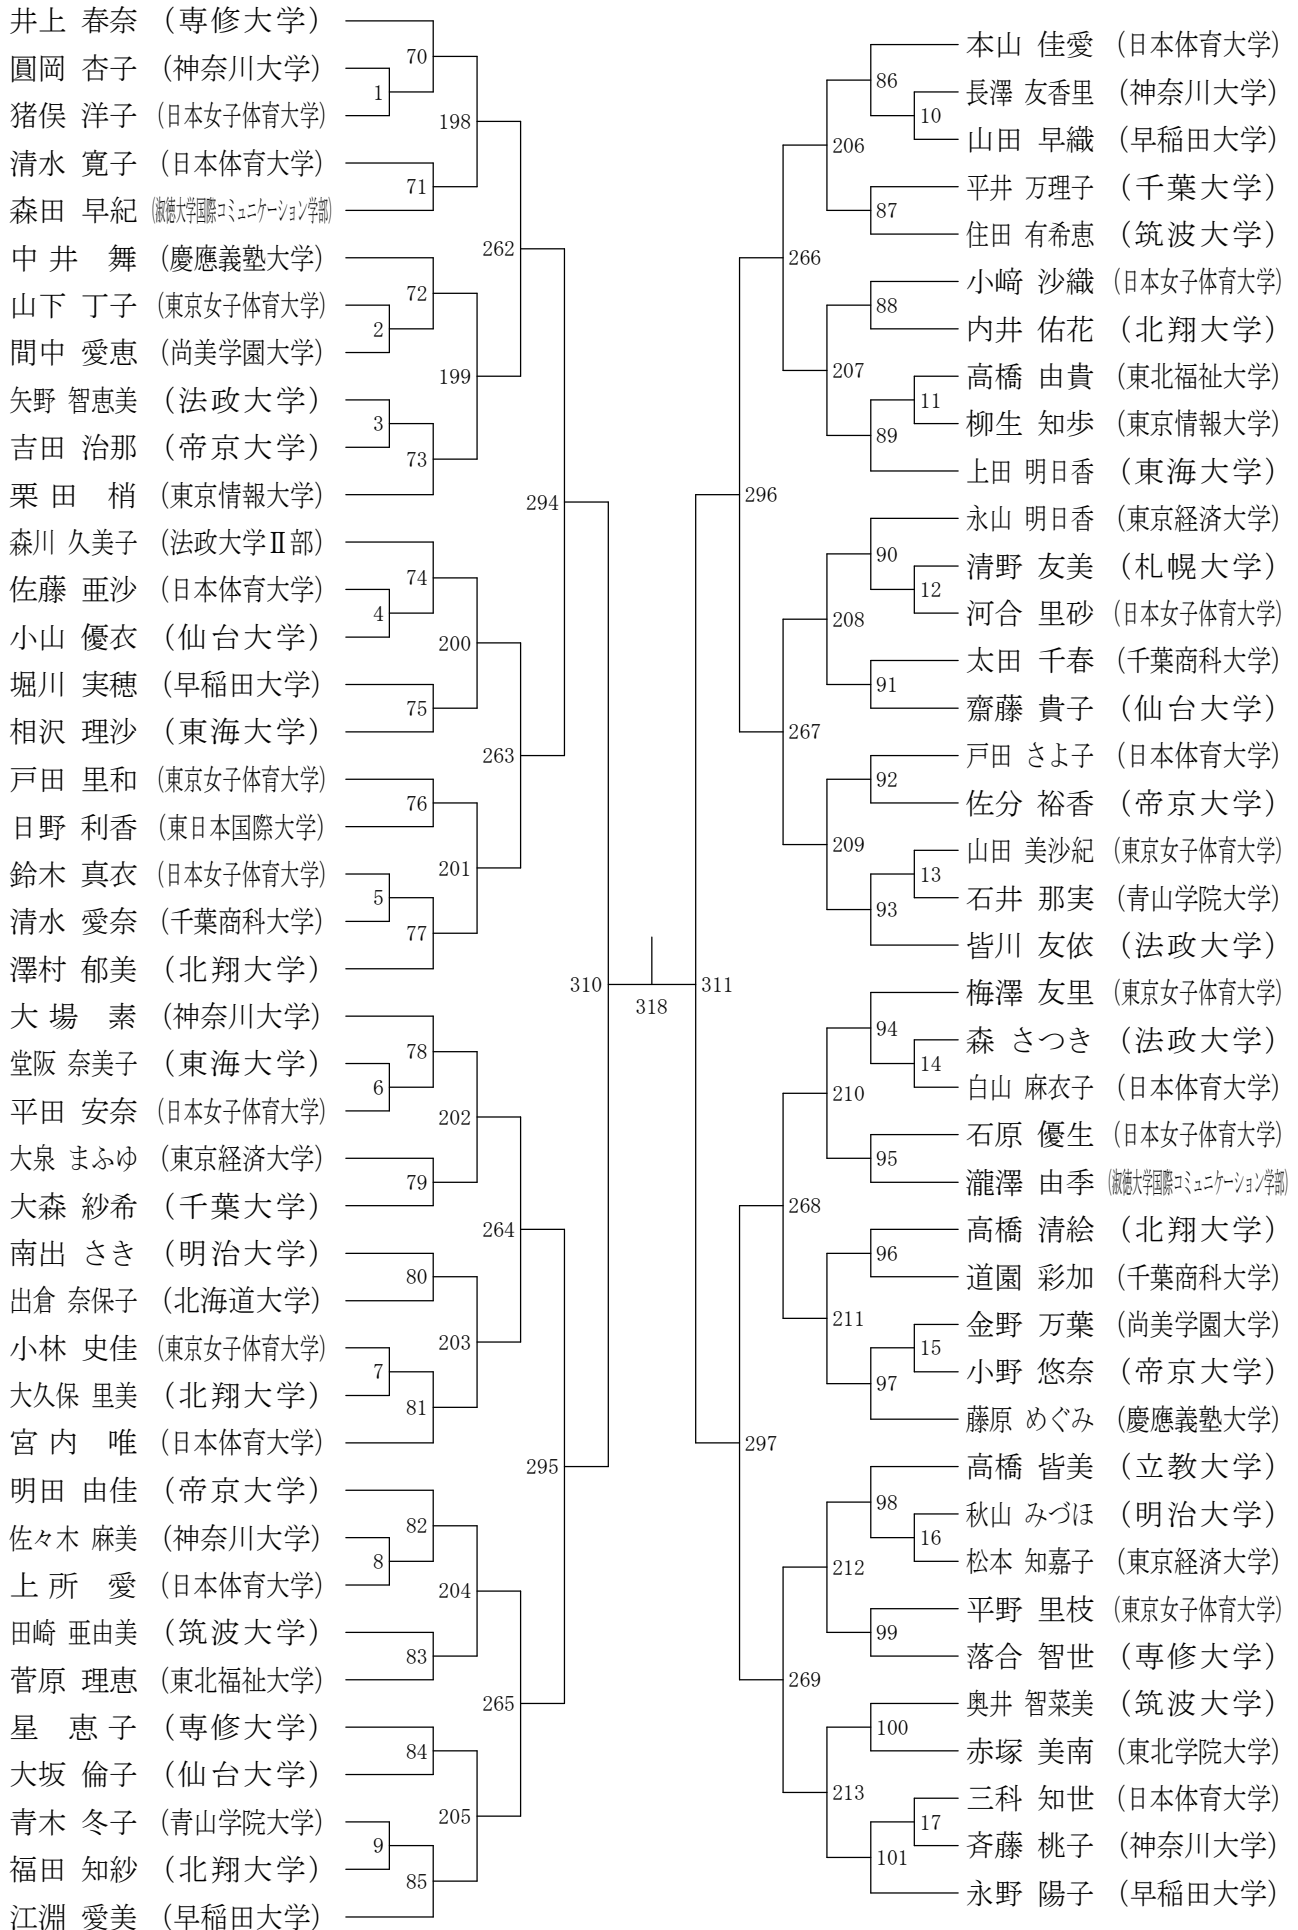 井上 春奈 (専修大学)
圓岡 杏子 (神奈川大学)
猪俣 洋子 (日本女子体育大学)
清水 寛子 (日本体育大学)
森田 早紀 (淑徳大学国際コミュニケーション学部)
中井 舞 (慶應義塾大学)
山下 丁子 (東京女子体育大学)
間中 愛恵 (尚美学園大学)
矢野 智恵美 (法政大学)
吉田 治那 (帝京大学)
栗田 梢 (東京情報大学)
森川 久美子 (法政大学Ⅱ部)
佐藤 亜沙 (日本体育大学)
小山 優衣 (仙台大学)
堀川 実穂 (早稲田大学)
相沢 理沙 (東海大学)
戸田 里和 (東京女子体育大学)
日野 利香 (東日本国際大学)
鈴木 真衣 (日本女子体育大学)
清水 愛奈 (千葉商科大学)
澤村 郁美 (北翔大学)
大場 素 (神奈川大学)
堂阪 奈美子 (東海大学)
平田 安奈 (日本女子体育大学)
大泉 まふゆ (東京経済大学)
大森 紗希 (千葉大学)
南出 さき (明治大学)
出倉 奈保子 (北海道大学)
小林 史佳 (東京女子体育大学)
大久保 里美 (北翔大学)
宮内 唯 (日本体育大学)
明田 由佳 (帝京大学)
佐々木 麻美 (神奈川大学)
上所 愛 (日本体育大学)
田崎 亜由美 (筑波大学)
菅原 理恵 (東北福祉大学)
星 恵子 (専修大学)
大坂 倫子 (仙台大学)
青木 冬子 (青山学院大学)
福田 知紗 (北翔大学)
江淵 愛美 (早稲田大学)
1
2
3
4
5
6
7
8
9
70
71
72
73
74
75
76
77
78
79
80
81
82
83
84
85
198
199
200
201
202
203
204
205
262
263
264
265
294
295
310
318
311
296
297
266
267
268
269
206
207
208
209
210
211
212
213
86
87
88
89
90
91
92
93
94
95
96
97
98
99
100
101
10
11
12
13
14
15
16
17
本山 佳愛 (日本体育大学)
長澤 友香里 (神奈川大学)
山田 早織 (早稲田大学)
平井 万理子 (千葉大学)
住田 有希恵 (筑波大学)
小﨑 沙織 (日本女子体育大学)
内井 佑花 (北翔大学)
高橋 由貴 (東北福祉大学)
柳生 知歩 (東京情報大学)
上田 明日香 (東海大学)
永山 明日香 (東京経済大学)
清野 友美 (札幌大学)
河合 里砂 (日本女子体育大学)
太田 千春 (千葉商科大学)
齋藤 貴子 (仙台大学)
戸田 さよ子 (日本体育大学)
佐分 裕香 (帝京大学)
山田 美沙紀 (東京女子体育大学)
石井 那実 (青山学院大学)
皆川 友依 (法政大学)
梅澤 友里 (東京女子体育大学)
森 さつき (法政大学)
白山 麻衣子 (日本体育大学)
石原 優生 (日本女子体育大学)
瀧澤 由季 (淑徳大学国際コミュニケーション学部)
高橋 清絵 (北翔大学)
道園 彩加 (千葉商科大学)
金野 万葉 (尚美学園大学)
小野 悠奈 (帝京大学)
藤原 めぐみ (慶應義塾大学)
高橋 皆美 (立教大学)
秋山 みづほ (明治大学)
松本 知嘉子 (東京経済大学)
平野 里枝 (東京女子体育大学)
落合 智世 (専修大学)
奥井 智菜美 (筑波大学)
赤塚 美南 (東北学院大学)
三科 知世 (日本体育大学)
斉藤 桃子 (神奈川大学)
永野 陽子 (早稲田大学)